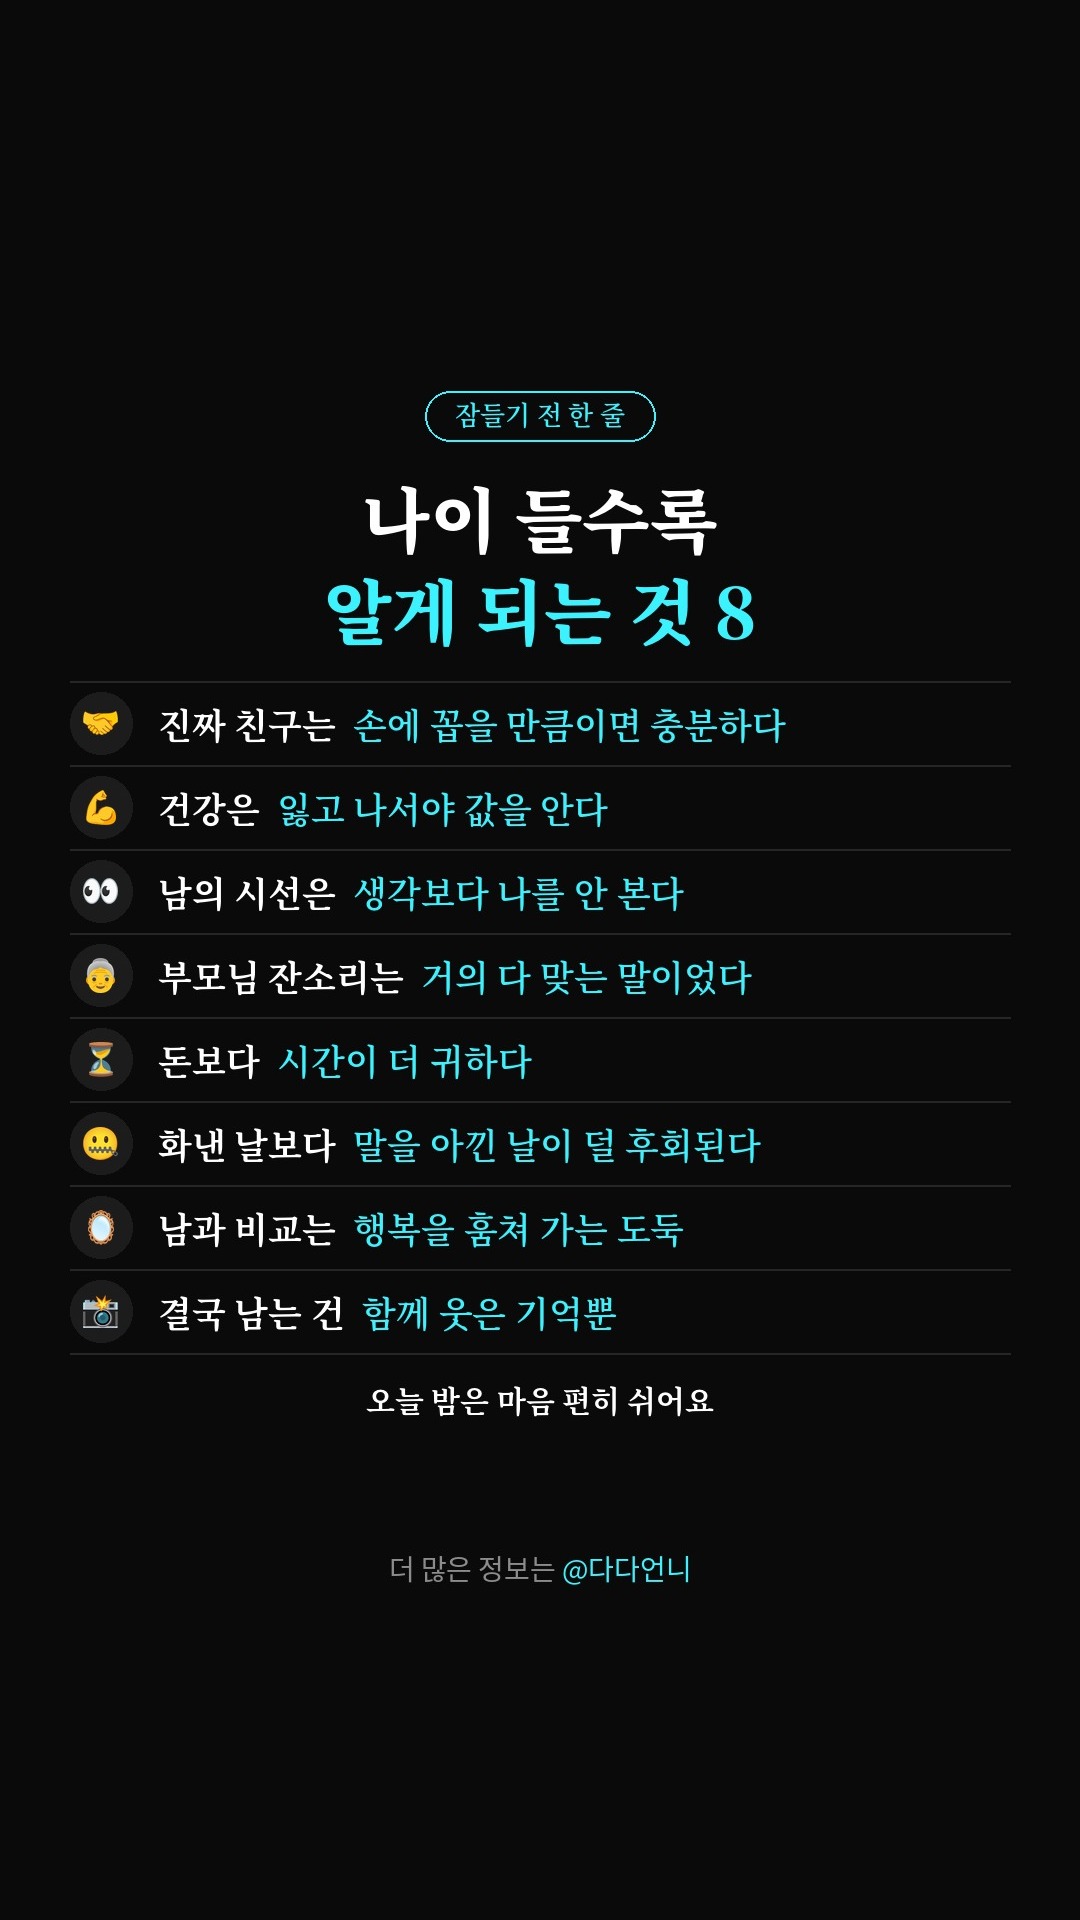 잠들기 전 한 줄
나이 들수록
알게 되는 것 8
진짜 친구는 손에 꼽을 만큼이면 충분하다
건강은 잃고 나서야 값을 안다
남의 시선은 생각보다 나를 안 본다
부모님 잔소리는 거의 다 맞는 말이었다
돈보다 시간이 더 귀하다
화낸 날보다 말을 아낀 날이 덜 후회된다
남과 비교는 행복을 훔쳐 가는 도둑
결국 남는 건 함께 웃은 기억뿐
오늘 밤은 마음 편히 쉬어요
더 많은 정보는 @다다언니